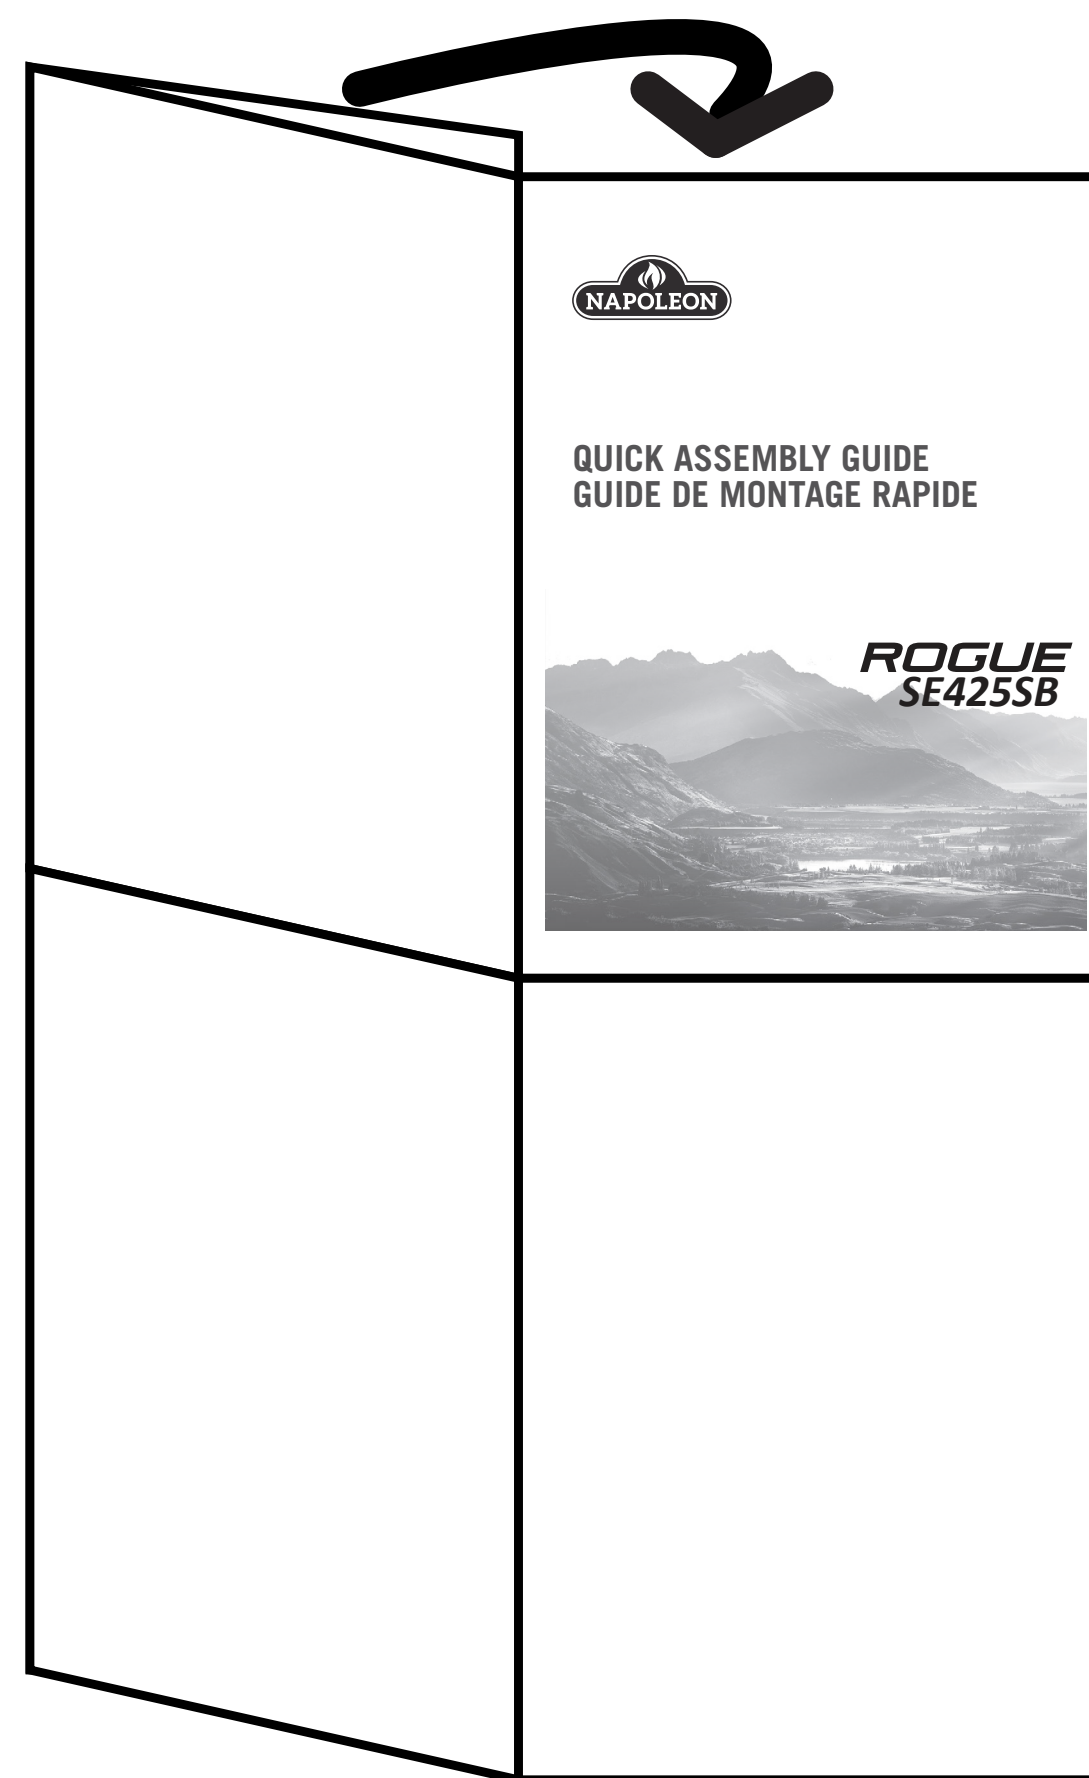 NAPOLEON
QUICK ASSEMBLY GUIDE
GUIDE DE MONTAGE RAPIDE
ROGUE
SE425SB